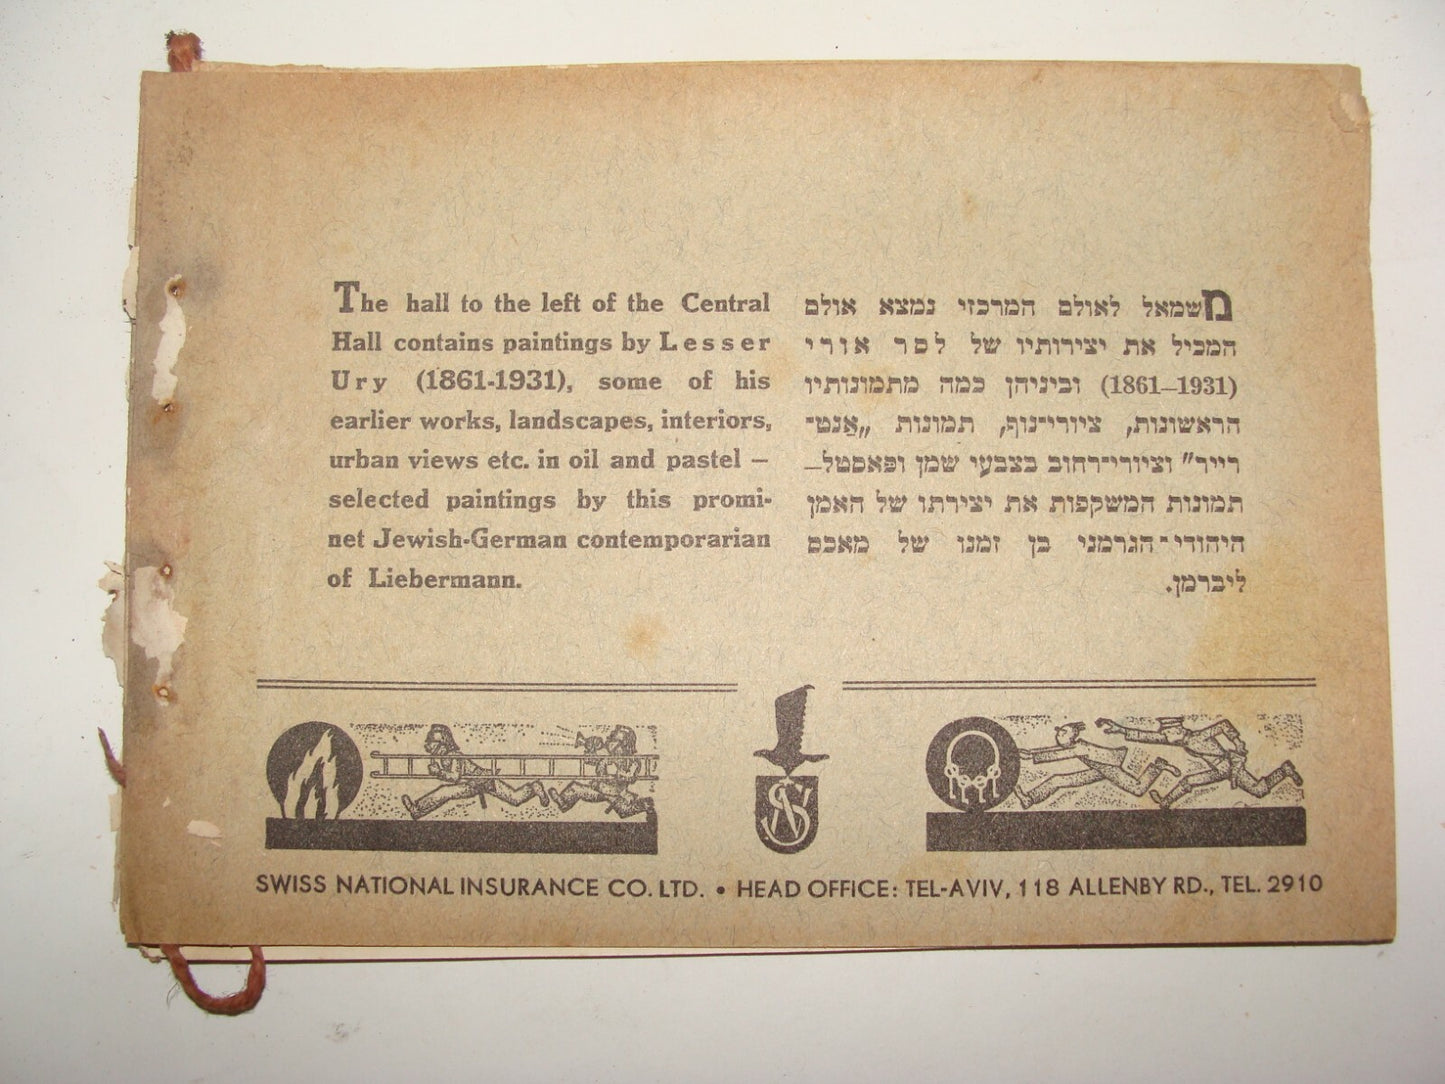 The hall to the left of the Central
Hall contains paintings by Lesser
Ury (1861-1931), some of his
earlier works, landscapes, interiors,
urban views etc. in oil and pastel —
selected paintings by this promi-
net Jewish-German contemporarian
of Liebermann.
משמאל לאולם המרכזי נמצא אולם
המכיל את יצירותיו של לסר אורי
(1861–1931) וביניהן כמה מתמונותיו
הראשונות, ציורי־נוף, תמונות „אַנט־
רייר״ וציורי־רחוב בצבעי שמן ופאסטל—
תמונות המשקפות את יצירתו של האמן
היהודי־הגרמני בן זמנו של מאכס
ליברמן.
SNV
SWISS NATIONAL INSURANCE CO. LTD. • HEAD OFFICE: TEL-AVIV, 118 ALLENBY RD., TEL. 2910